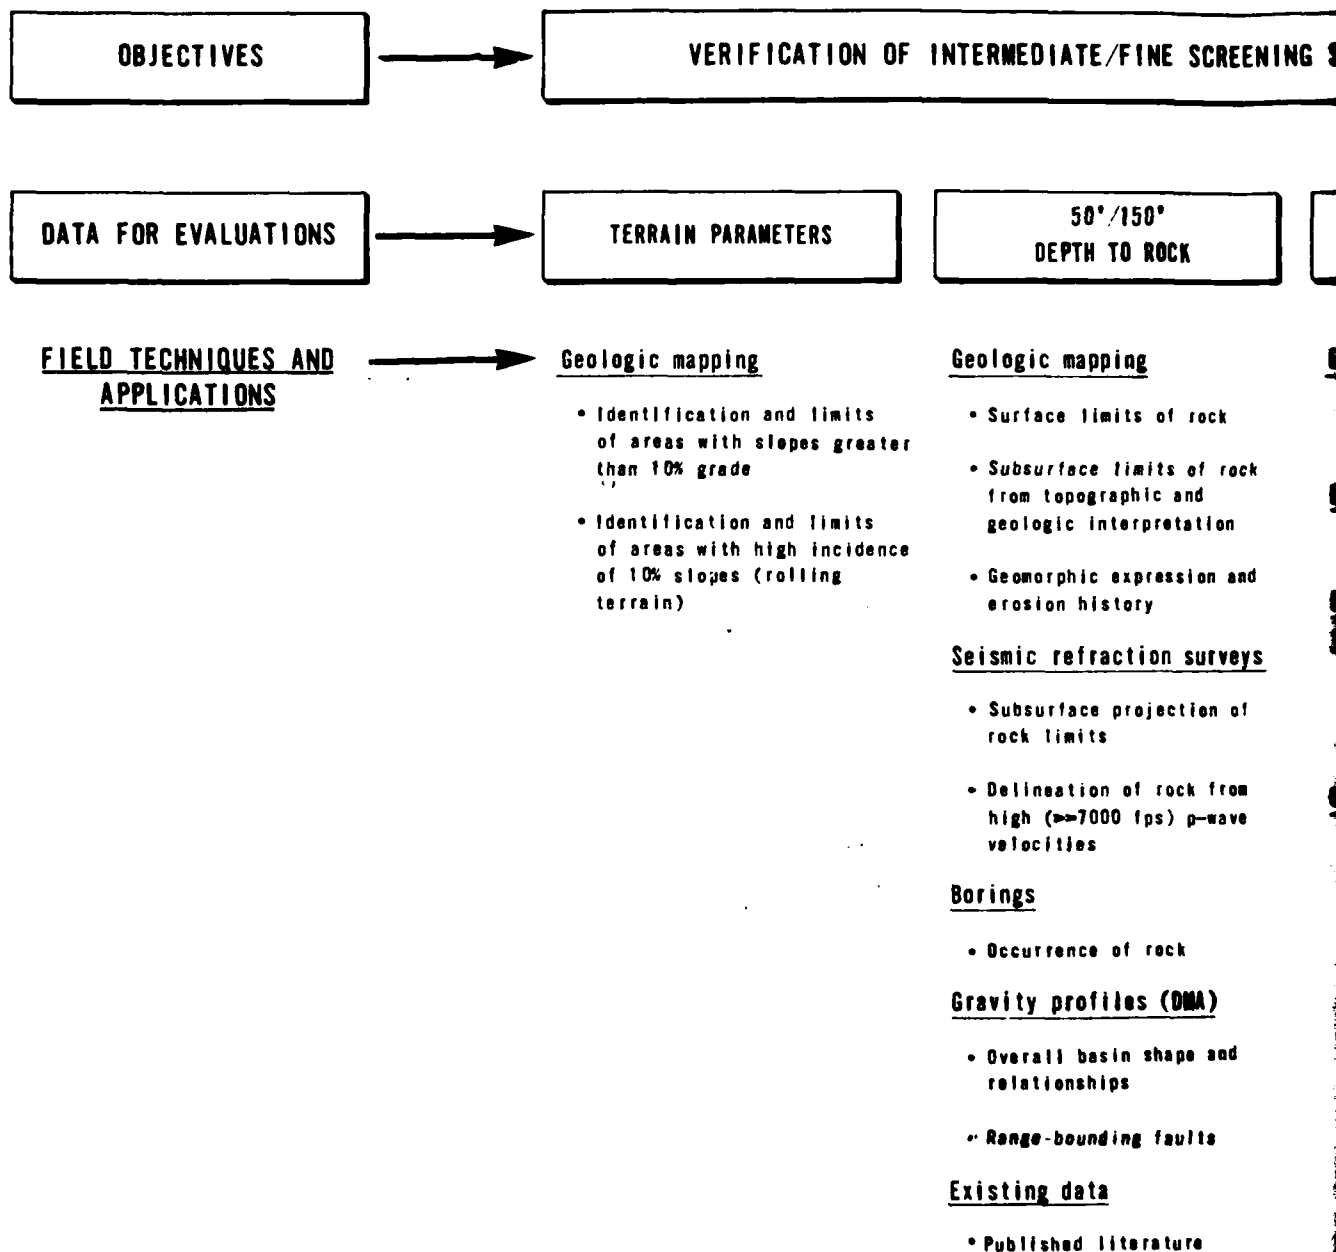 OBJECTIVES
VERIFICATION OF INTERMEDIATE/FINE SCREENING
DATA FOR EVALUATIONS
TERRAIN PARAMETERS
50'/150'
DEPTH TO ROCK
FIELD TECHNIQUES AND
APPLICATIONS
Geologic mapping
• Identification and limits
of areas with slopes greater
than 10% grade
• Identification and limits
of areas with high incidence
of 10% slopes (rolling
terrain)
Geologic mapping
• Surface limits of rock
• Subsurface limits of rock
from topographic and
geologic interpretation
• Geomorphic expression and
erosion history
Seismic refraction surveys
• Subsurface projection of
rock limits
• Delineation of rock from
high (>≈7000 fps) p-wave
velocities
Borings
• Occurrence of rock
Gravity profiles (DMA)
• Overall basin shape and
relationships
• Range-bounding faults
Existing data
• Published literature